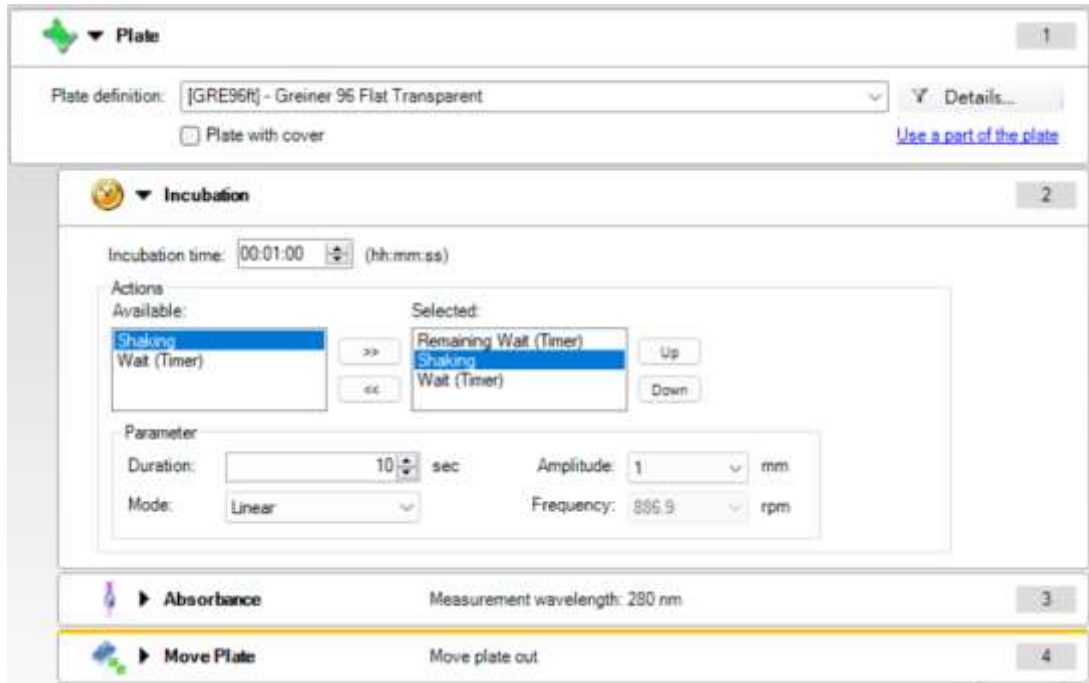 Plate 1
Plate definition: [GRE96ft] - Greiner 96 Flat Transparent Details...
Plate with cover Use a part of the plate
Incubation 2
Incubation time: 00:01:00 (hh:mm:ss)
Actions
Available: Selected:
Shaking Remaining Wait (Timer)
Wait (Timer) >> Shaking Up
<< Wait (Timer) Down
Parameter
Duration: 10 sec Amplitude: 1 mm
Mode: Linear Frequency: 886.9 rpm
Absorbance Measurement wavelength: 280 nm 3
Move Plate Move plate out 4